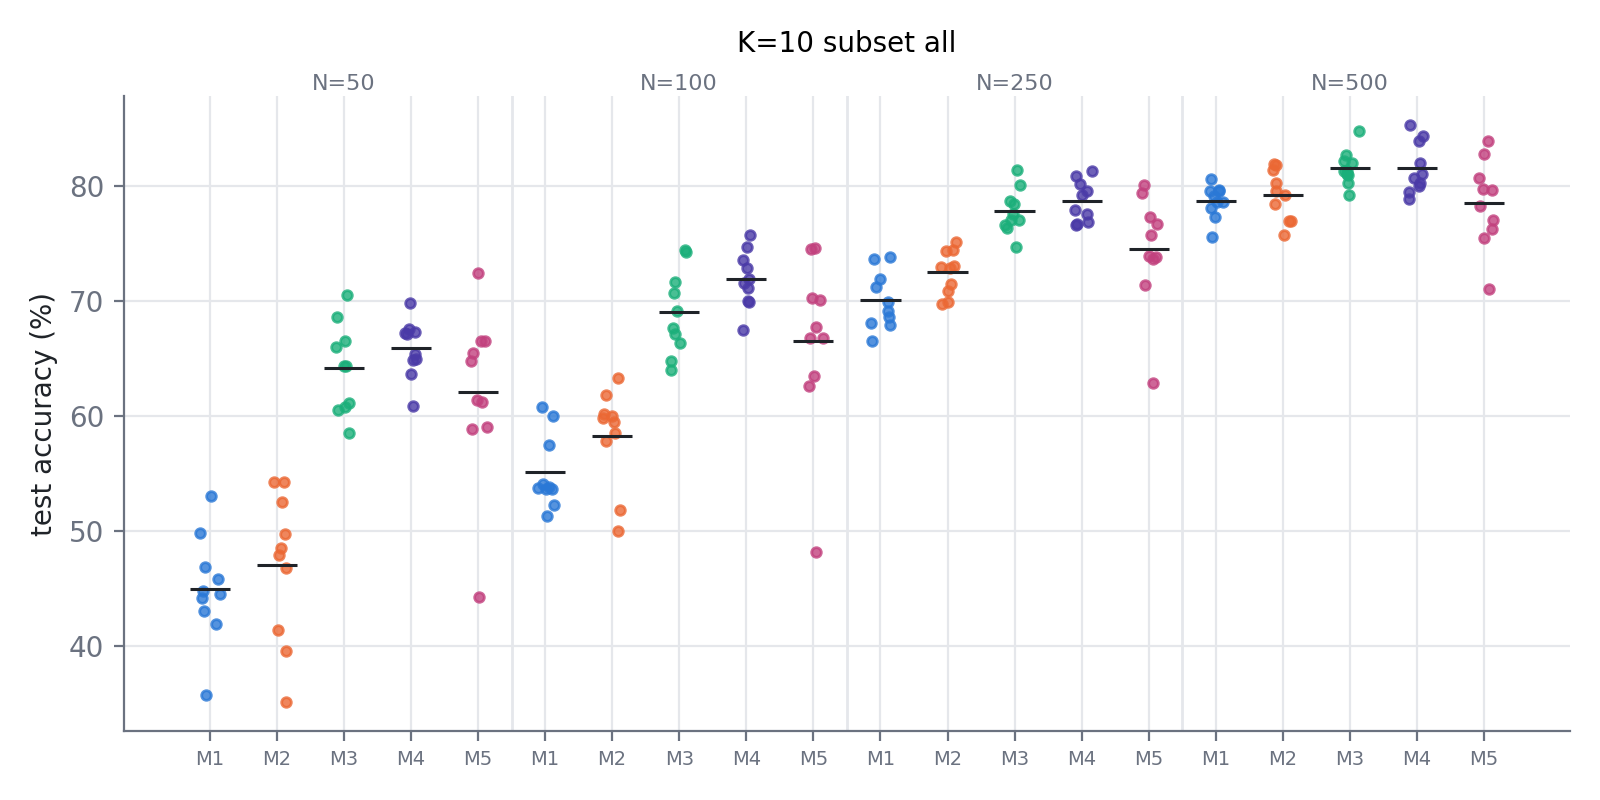 K=10 subset all
N=50 N=100 N=250 N=500
test accuracy (%)
80
70
60
50
40
M1 M2 M3 M4 M5 M1 M2 M3 M4 M5 M1 M2 M3 M4 M5 M1 M2 M3 M4 M5